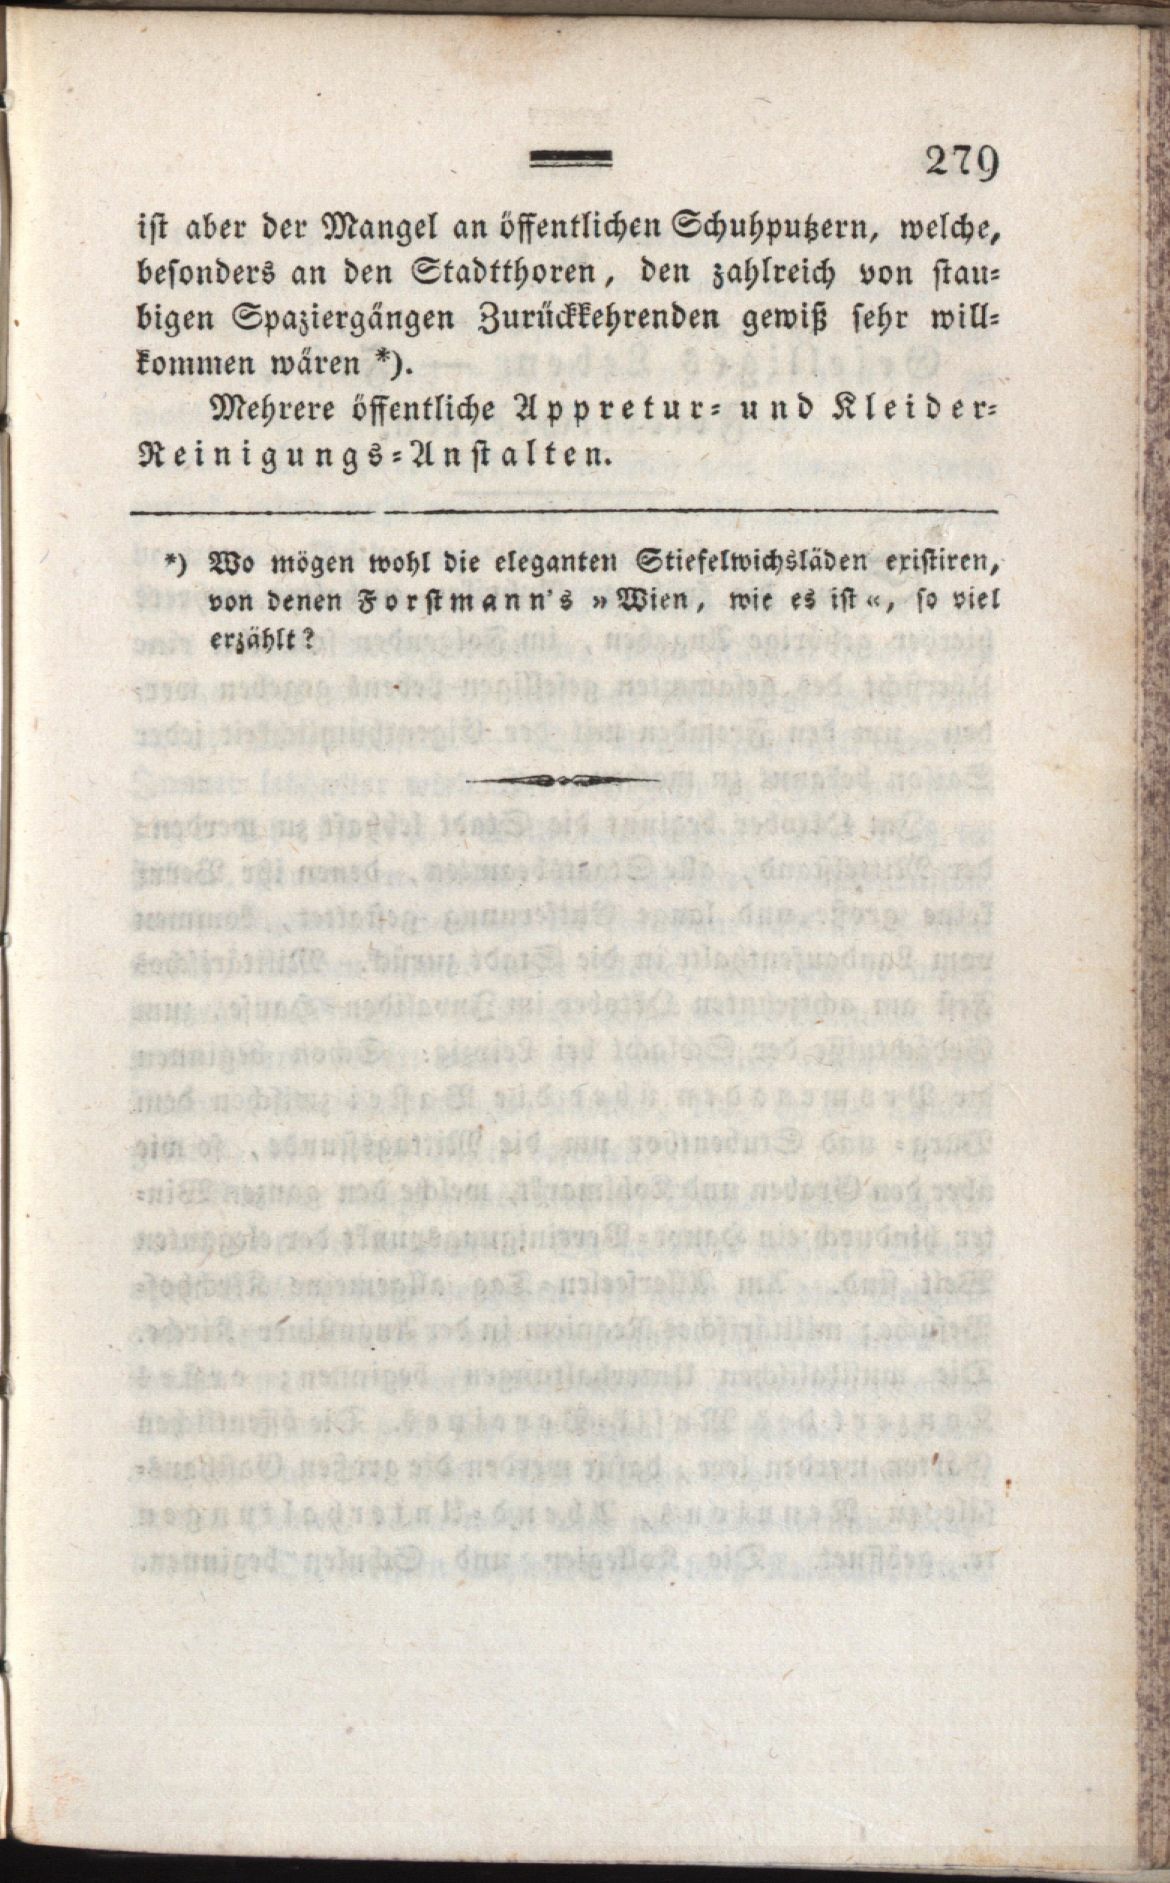 279
ist aber der Mangel an öffentlichen Schuhputzern, welche,
besonders an den Stadtthoren, den zahlreich von stau-
bigen Spaziergängen Zurückkehrenden gewiß sehr will-
kommen wären *).
Mehrere öffentliche Appretur- und Kleider-
Reinigungs-Anstalten.
*) Wo mögen wohl die eleganten Stiefelwichsläden existiren,
von denen Forstmann's »Wien, wie es ist«, so viel
erzählt?